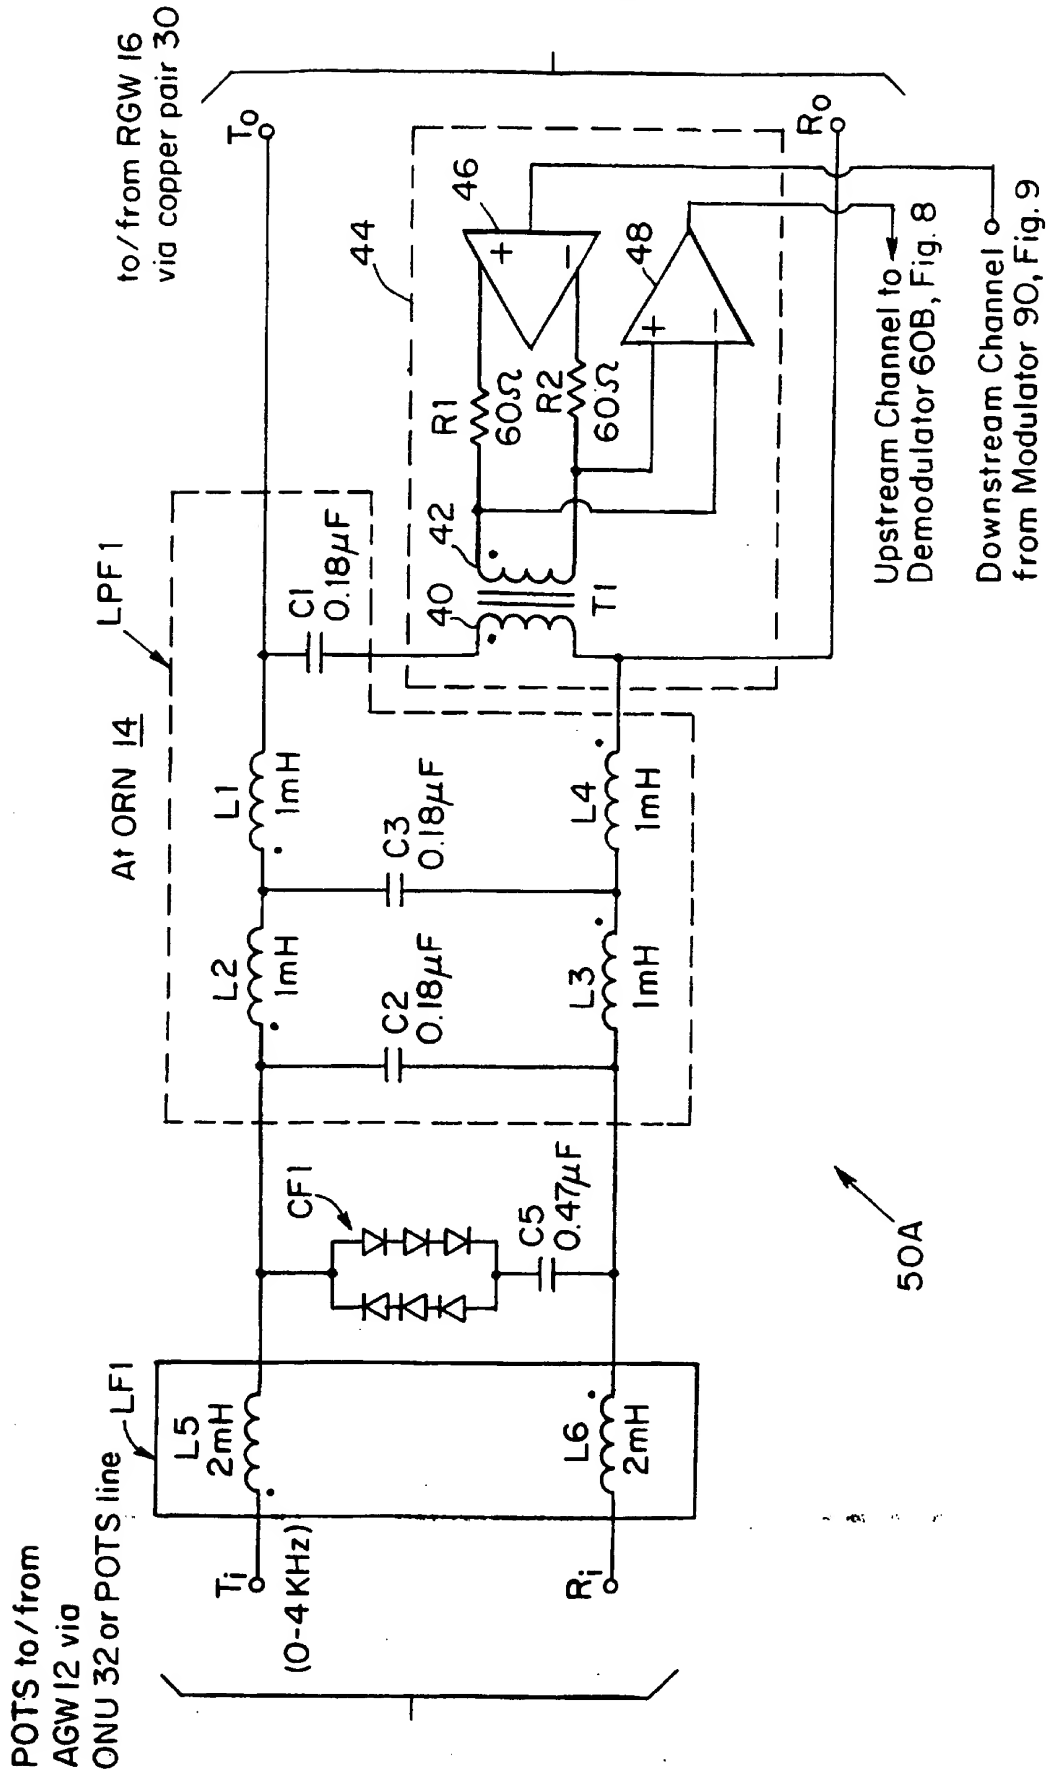 POTS to/from
AGW 12 via
ONU 32 or POTS line
LF1
At ORN 14
LPF1
to/from RGW 16
via copper pair 30
Ti
(0-4KHz)
L5
2mH
CF1
L2
1mH
L1
1mH
C1
0.18µF
To
44
C2
0.18µF
C3
0.18µF
40
42
R1
60Ω
46
+
−
R2
60Ω
48
+
−
T1
Ri
L6
2mH
C5
0.47µF
L3
1mH
L4
1mH
Ro
50A
Upstream Channel to
Demodulator 60B, Fig. 8
Downstream Channel
from Modulator 90, Fig. 9